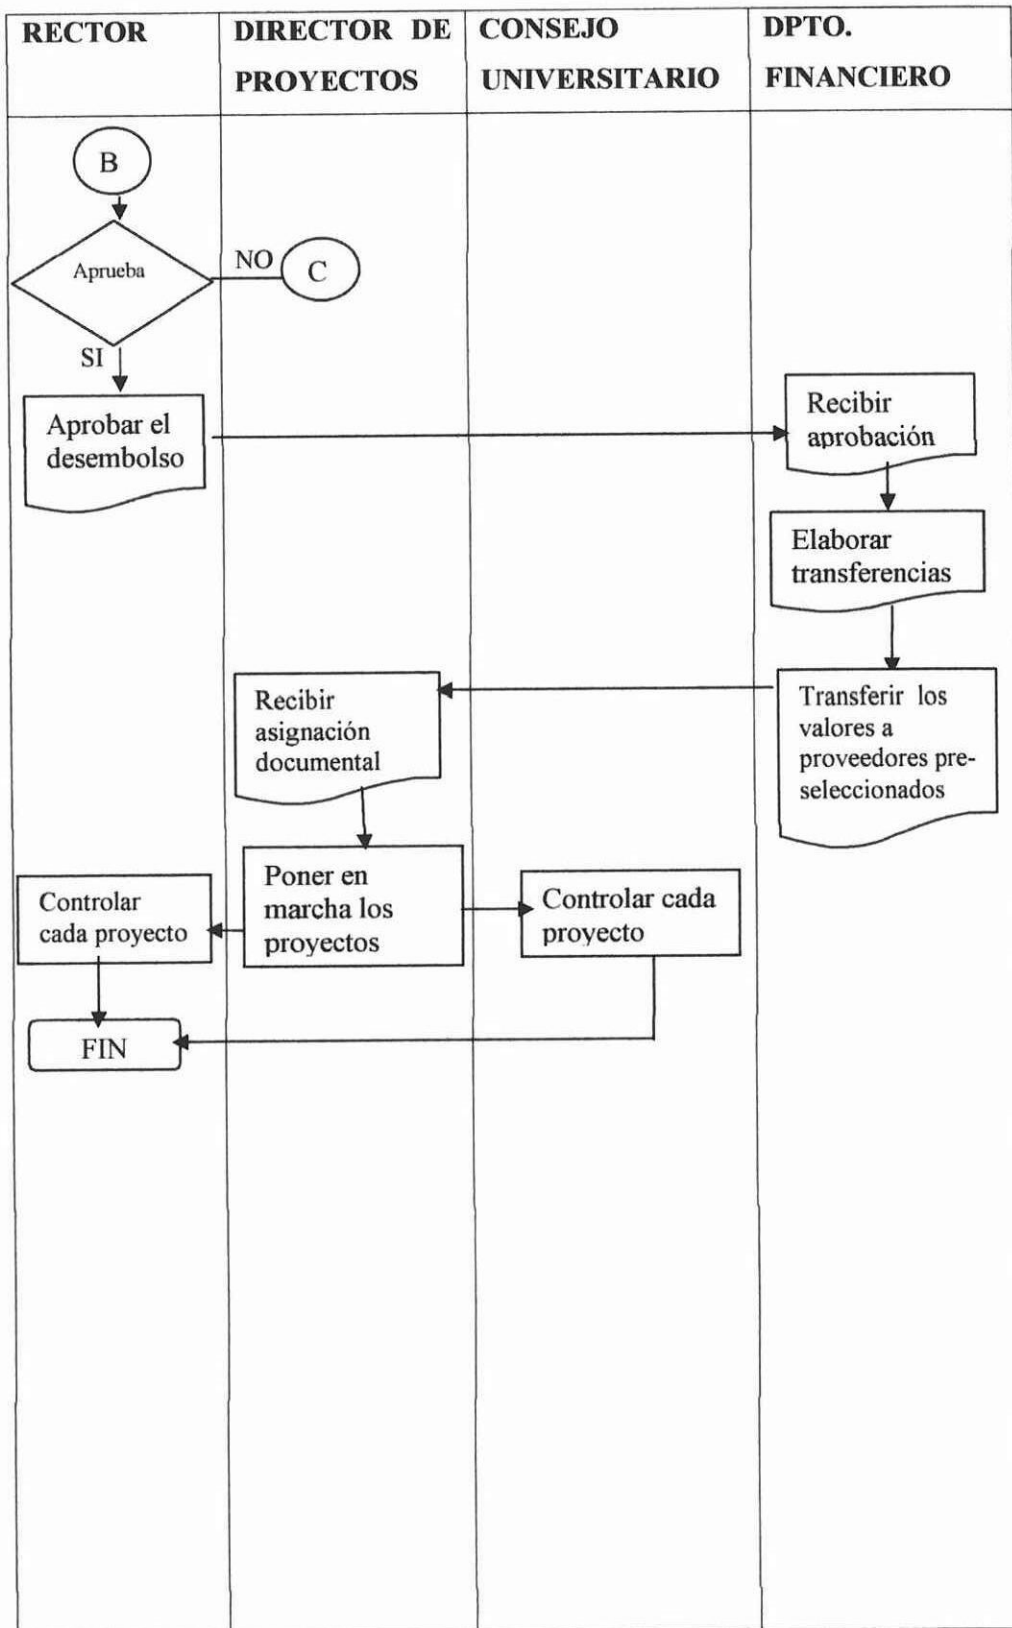 RECTOR
DIRECTOR DE
PROYECTOS
CONSEJO
UNIVERSITARIO
DPTO.
FINANCIERO
B
Aprueba
NO
C
SI
Aprobar el
desembolso
Recibir
aprobación
Elaborar
transferencias
Transferir los
valores a
proveedores pre-
seleccionados
Recibir
asignación
documental
Poner en
marcha los
proyectos
Controlar
cada proyecto
Controlar cada
proyecto
FIN